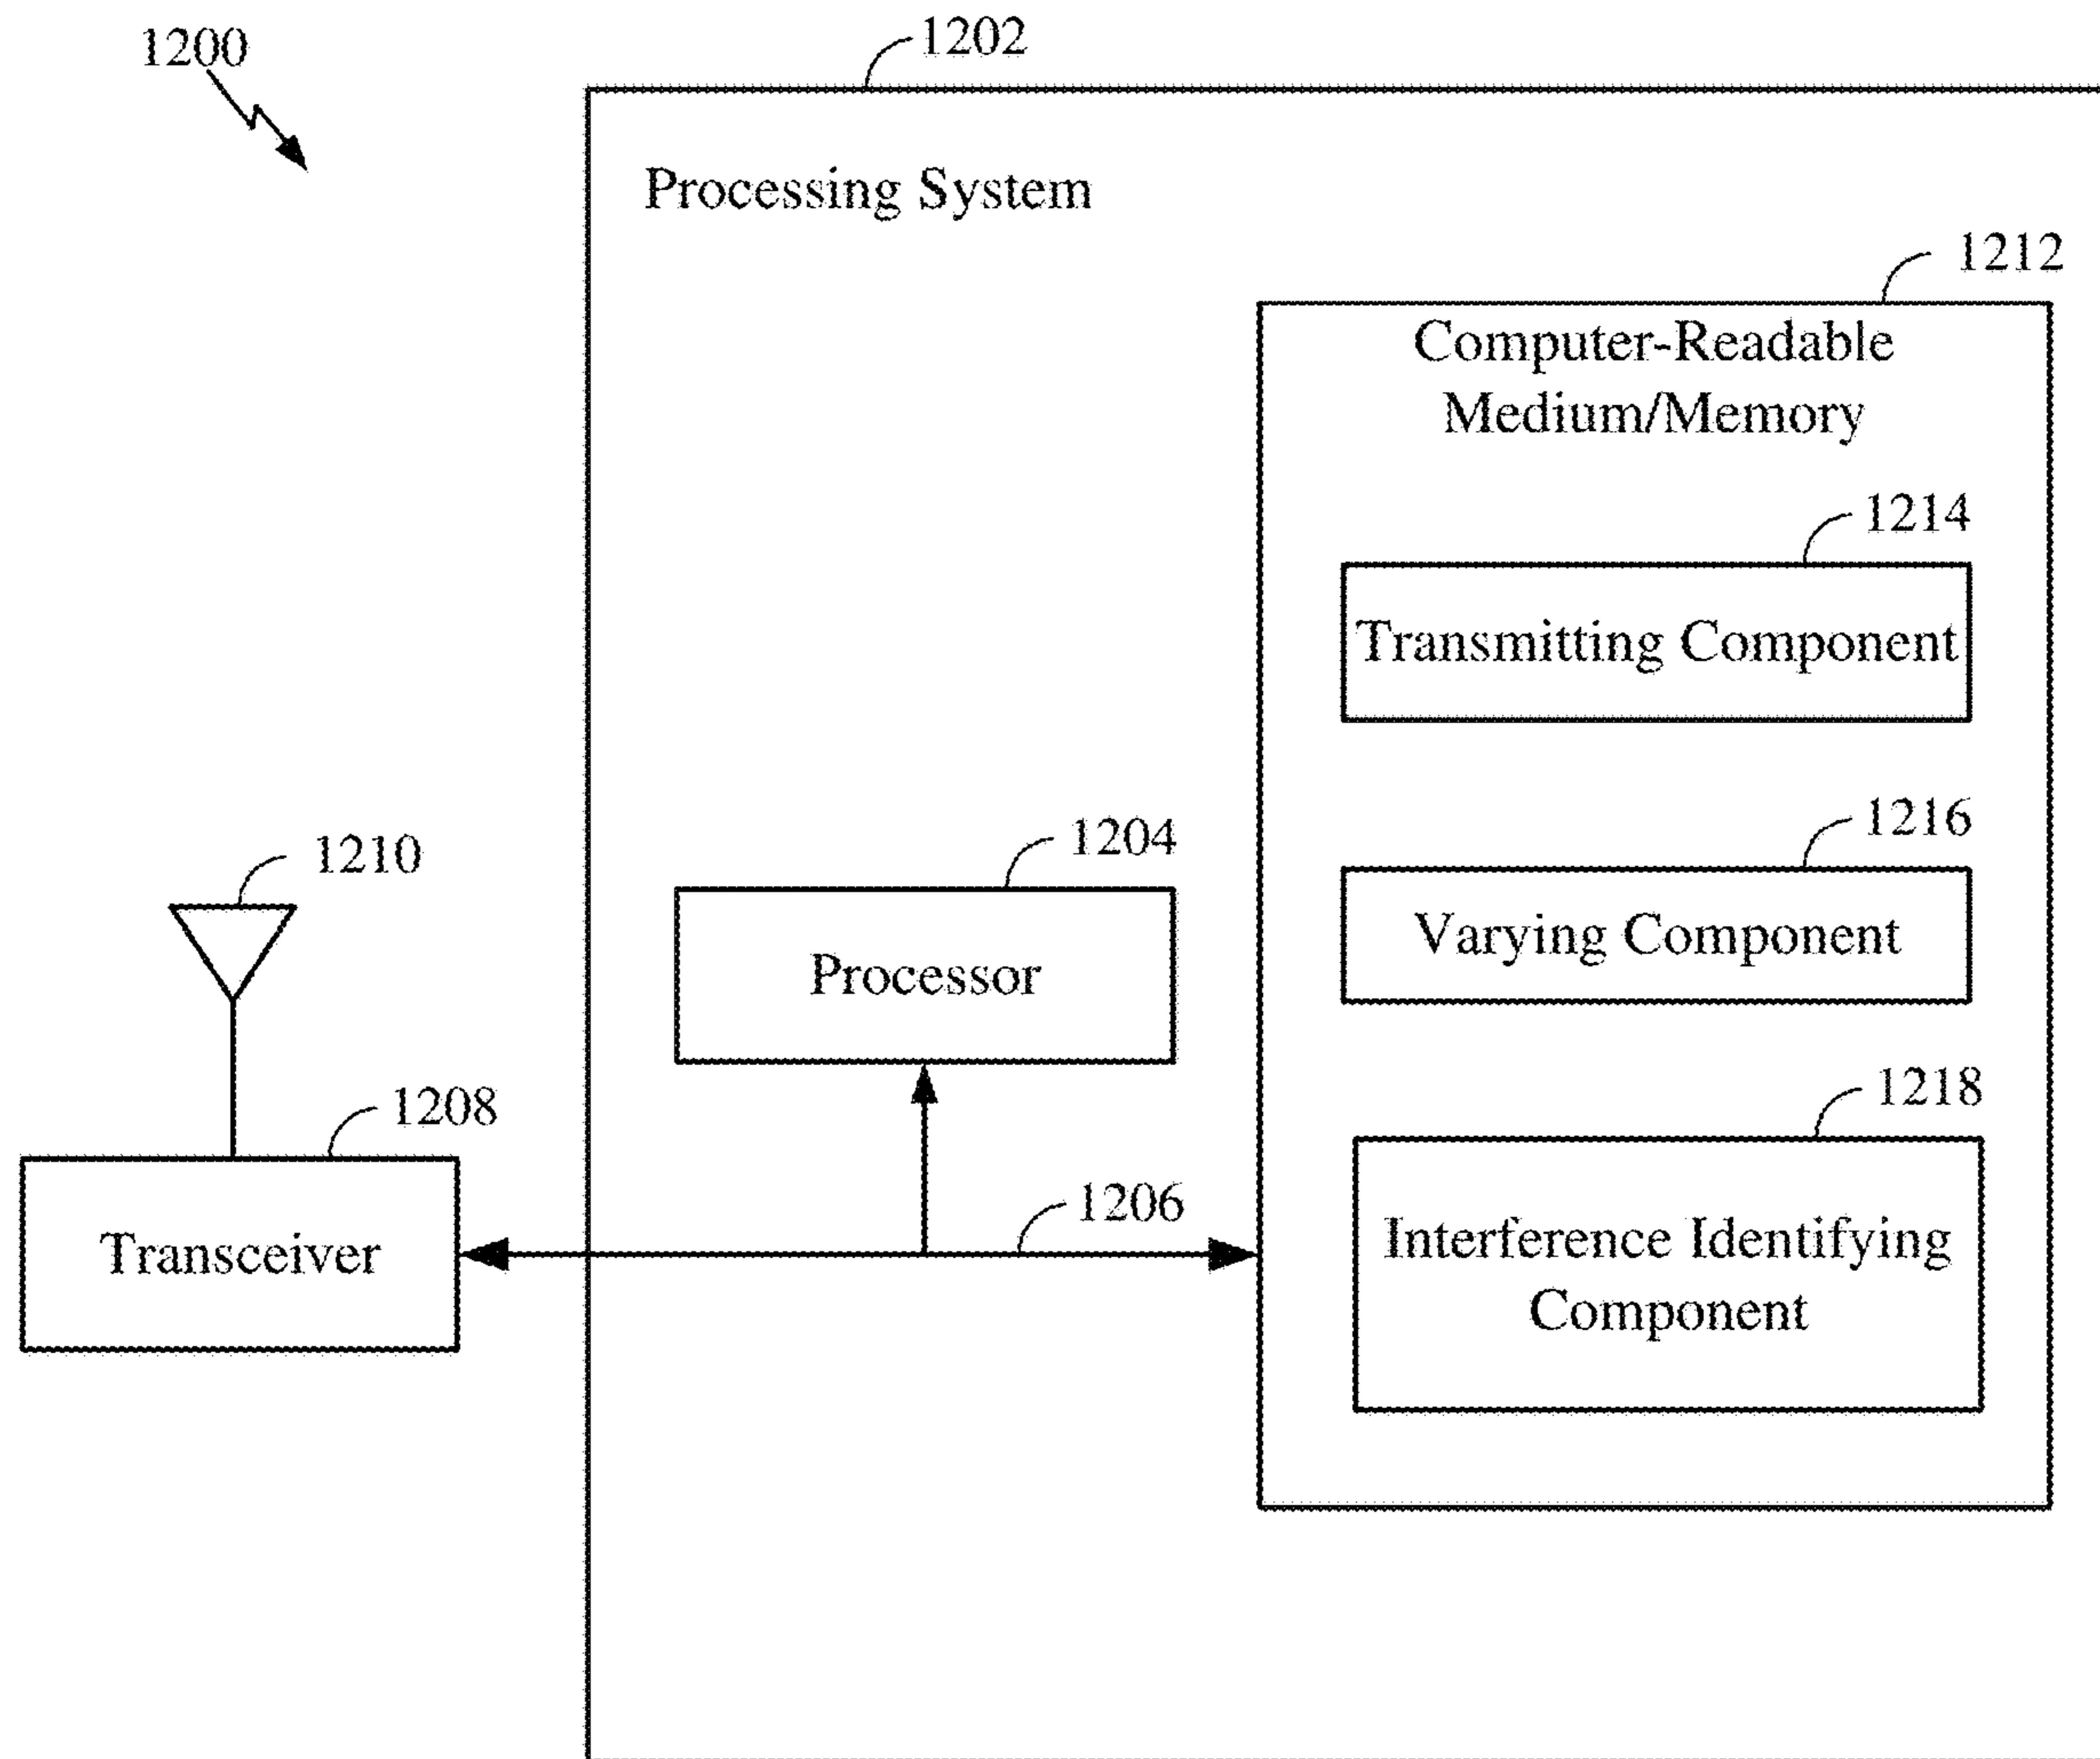 1200
1202
Processing System
1212
Computer-Readable
Medium/Memory
1214
Transmitting Component
1216
Varying Component
1204
Processor
1210
1208
Transceiver
1206
1218
Interference Identifying
Component